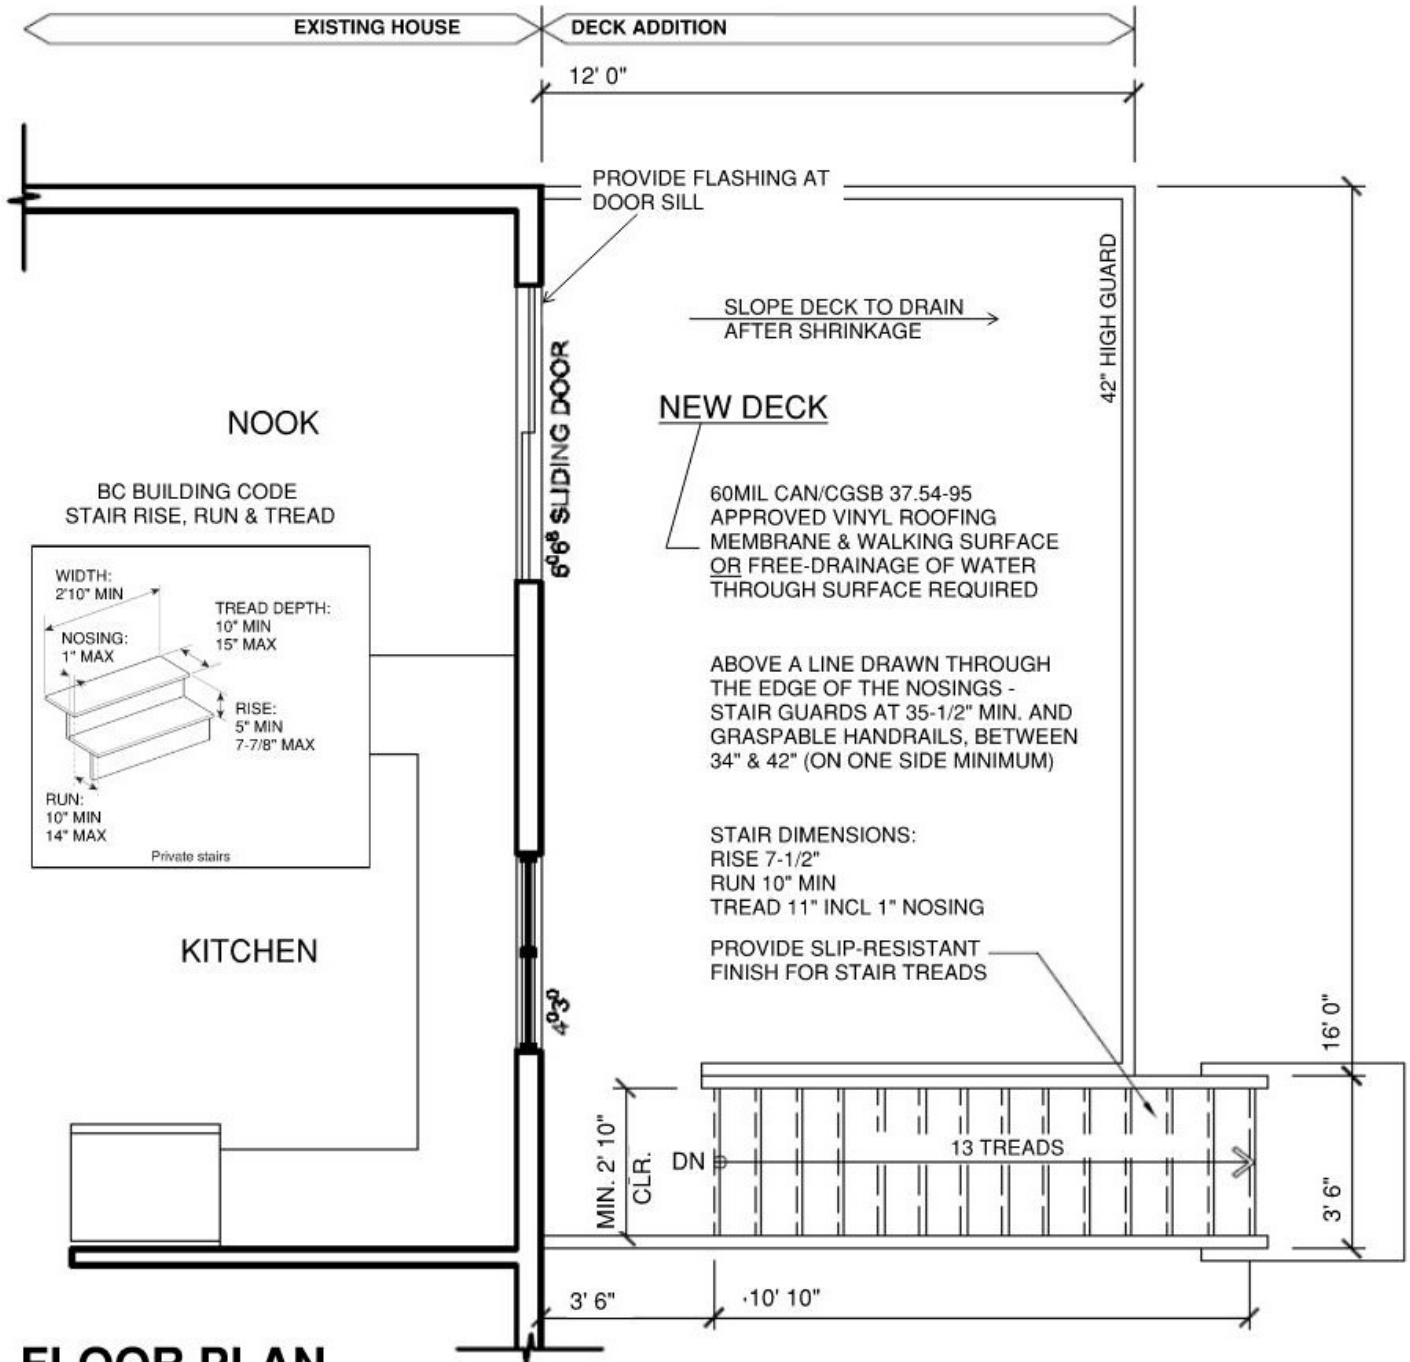 EXISTING HOUSE
DECK ADDITION
12' 0"
PROVIDE FLASHING AT
DOOR SILL
42" HIGH GUARD
SLOPE DECK TO DRAIN
AFTER SHRINKAGE
SLIDING DOOR
NEW DECK
NOOK
BC BUILDING CODE
STAIR RISE, RUN & TREAD
WIDTH:
2'10" MIN
TREAD DEPTH:
10" MIN
15" MAX
NOSING:
1" MAX
RISE:
5" MIN
7-7/8" MAX
RUN:
10" MIN
14" MAX
Private stairs
60MIL CAN/CGSB 37.54-95
APPROVED VINYL ROOFING
MEMBRANE & WALKING SURFACE
OR FREE-DRAINAGE OF WATER
THROUGH SURFACE REQUIRED
ABOVE A LINE DRAWN THROUGH
THE EDGE OF THE NOSINGS -
STAIR GUARDS AT 35-1/2" MIN. AND
GRASPABLE HANDRAILS, BETWEEN
34" & 42" (ON ONE SIDE MINIMUM)
STAIR DIMENSIONS:
RISE 7-1/2"
RUN 10" MIN
TREAD 11" INCL 1" NOSING
KITCHEN
PROVIDE SLIP-RESISTANT
FINISH FOR STAIR TREADS
16' 0"
MIN. 2' 10"
CLR.
DN
13 TREADS
3' 6"
3' 6"
10' 10"
FLOOR PLAN